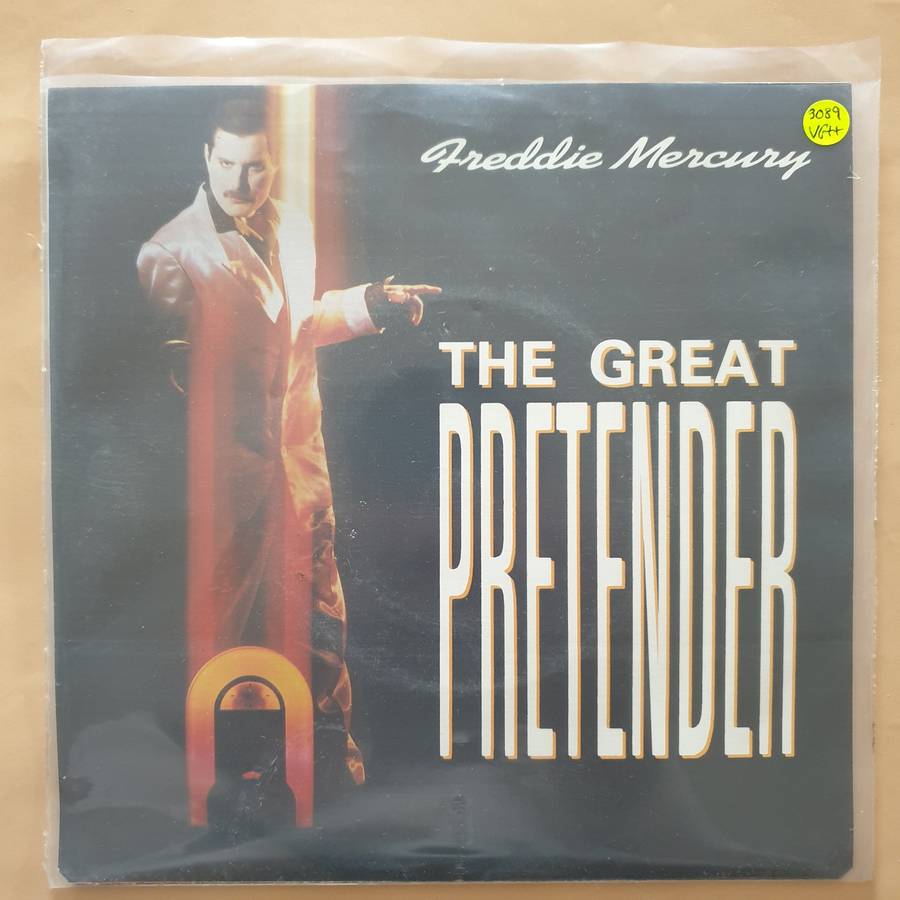 3089
VG++
Freddie Mercury
THE GREAT
PRETENDER